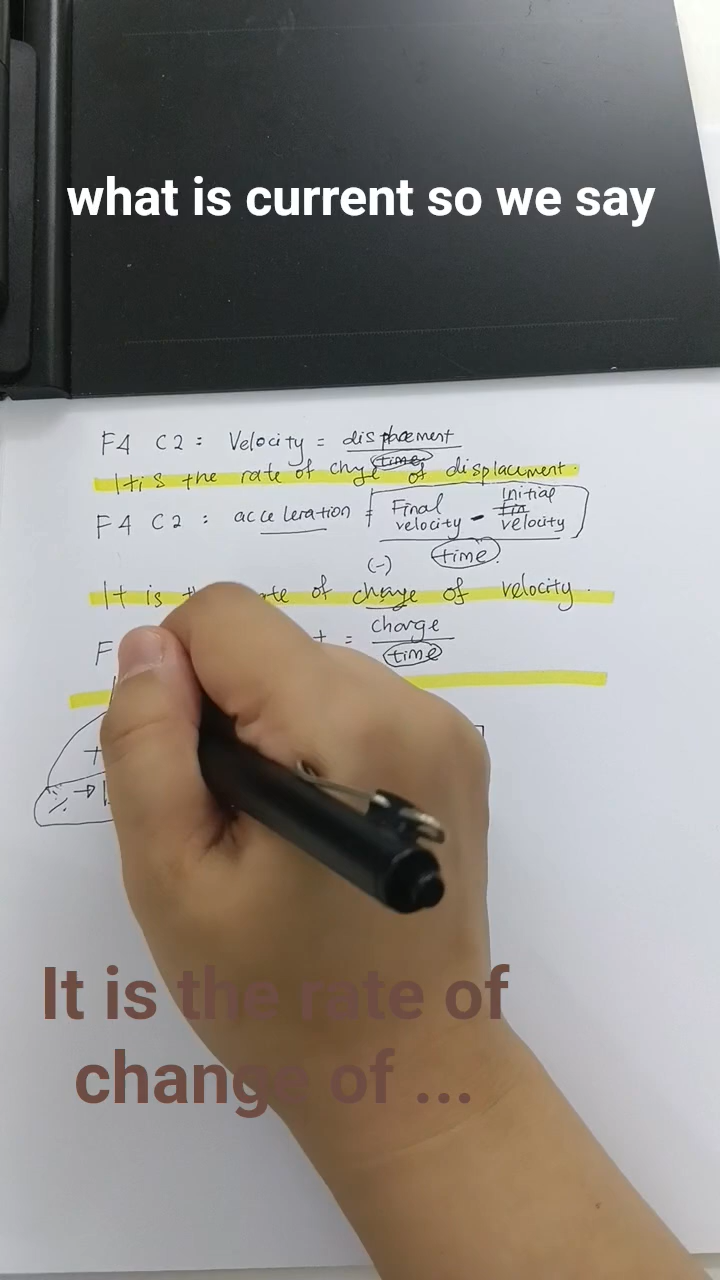 what is current so we say
F4 C2: Velocity = displacement
time
It is the rate of change of displacement.
F4 C2: acceleration = Final velocity - initial velocity
time
(-)
It is the rate of change of velocity.
F = charge
time
It is the rate of
change of ...